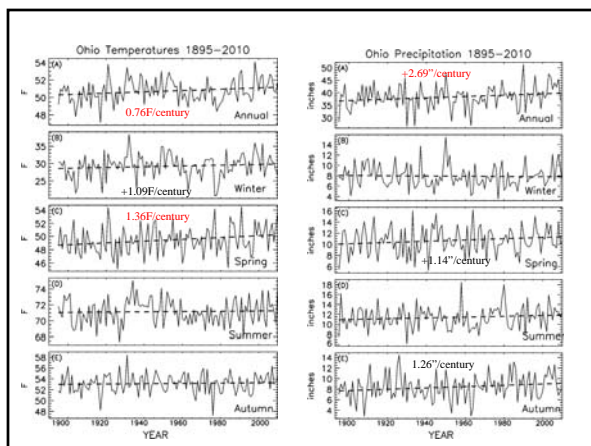 Ohio Temperatures 1895-2010
(A)
54
52
50
48
F
0.76F/century
Annual
(B)
35
30
25
F
+1.09F/century
Winter
(C)
54
52
50
48
46
F
1.36F/century
Spring
(D)
74
72
70
68
F
Summer
(E)
58
56
54
52
50
48
F
Autumn
1900 1920 1940 1960 1980 2000
YEAR
Ohio Precipitation 1895-2010
(A)
50
45
40
35
30
inches
+2.69”/century
Annual
(B)
14
12
10
8
6
4
inches
Winter
(C)
16
14
12
10
8
6
inches
+1.14”/century
Spring
(D)
18
16
14
12
10
8
inches
Summer
(E)
14
12
10
8
6
4
inches
1.26”/century
Autumn
1900 1920 1940 1960 1980 2000
YEAR